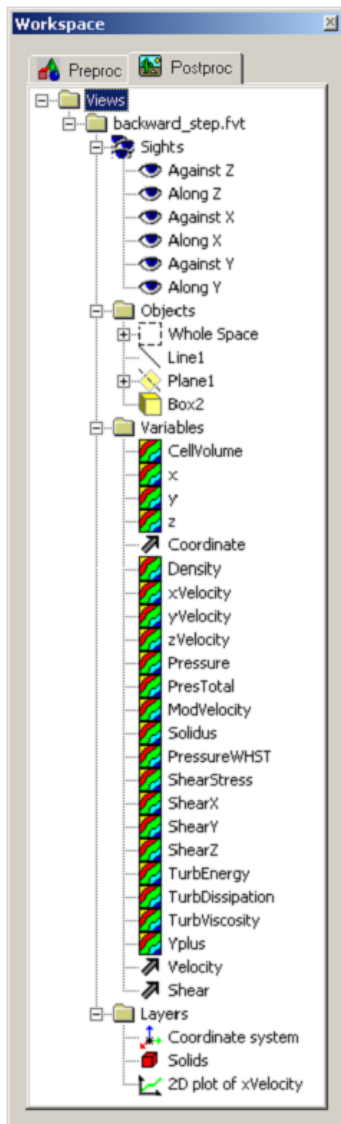 Workspace
Preproc Postproc
Views
backward_step.fvt
Sights
Against Z
Along Z
Against X
Along X
Against Y
Along Y
Objects
Whole Space
Line1
Plane1
Box2
Variables
CellVolume
x
y
z
Coordinate
Density
xVelocity
yVelocity
zVelocity
Pressure
PresTotal
ModVelocity
Solidus
PressureWHST
ShearStress
ShearX
ShearY
ShearZ
TurbEnergy
TurbDissipation
TurbViscosity
Yplus
Velocity
Shear
Layers
Coordinate system
Solids
2D plot of xVelocity